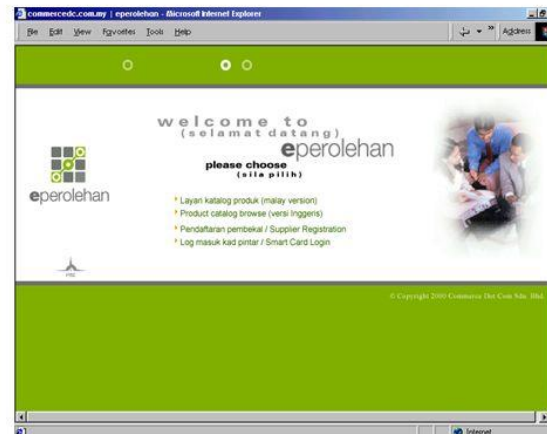 commercedc.com.my | eperolehan - Microsoft Internet Explorer
File Edit View Favorites Tools Help
Address
welcome to
(selamat datang)
eperolehan
please choose
(sila pilih)
eperolehan
Layari katalog produk (malay version)
Product catalog browse (versi Inggeris)
Pendaftaran pembekal / Supplier Registration
Log masuk kad pintar / Smart Card Login
© Copyright 2000 Commerce Dot Com Sdn. Bhd.
Internet